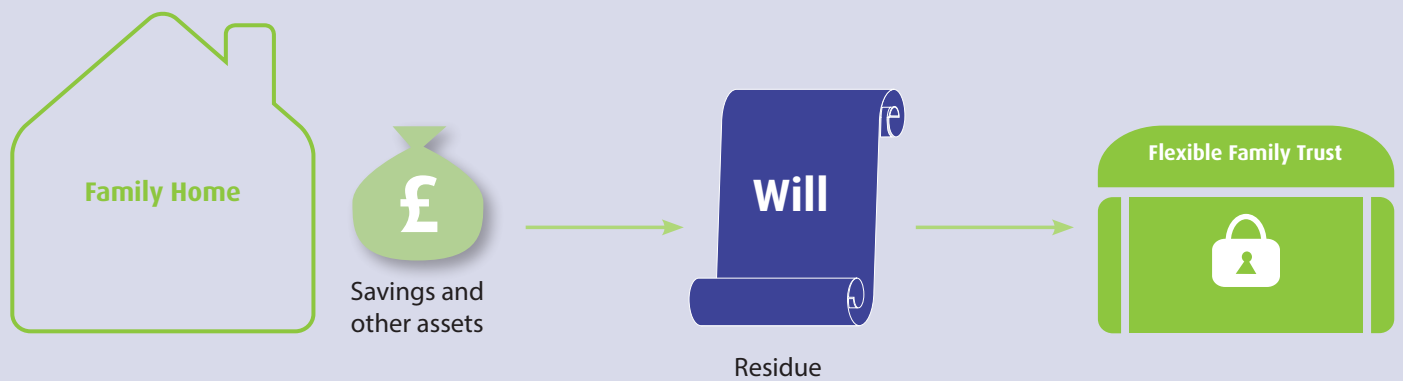 Family Home
£
Savings and
other assets
Will
Residue
Flexible Family Trust